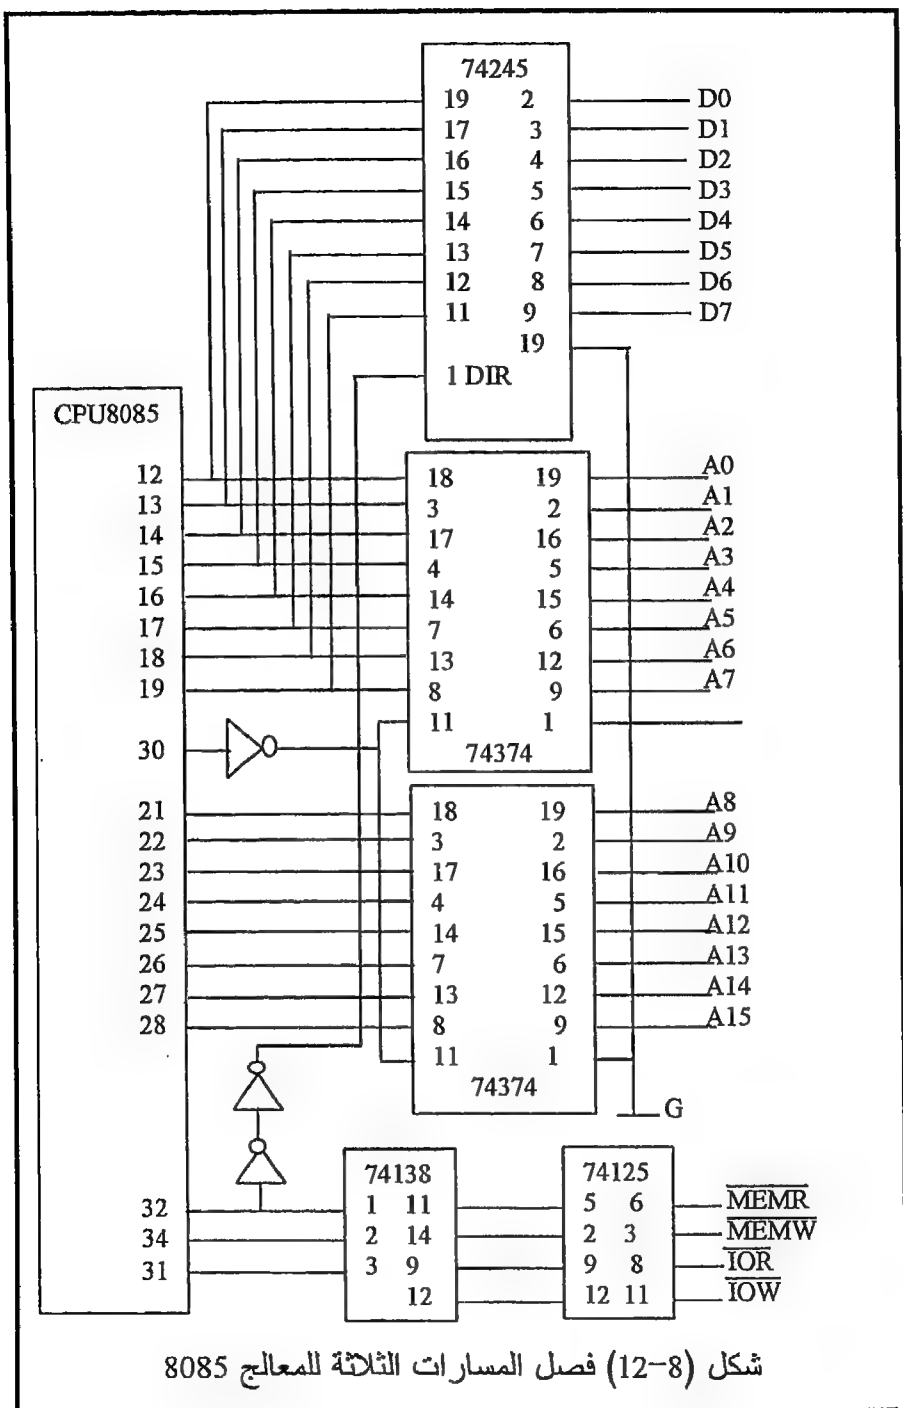 74245
19 2 D0
17 3 D1
16 4 D2
15 5 D3
14 6 D4
13 7 D5
12 8 D6
11 9 D7
19
1 DIR
CPU8085
12 18 19 A0
13 3 2 A1
14 17 16 A2
15 4 5 A3
16 14 15 A4
17 7 6 A5
18 13 12 A6
19 8 9 A7
11 1
30
74374
21 18 19 A8
22 3 2 A9
23 17 16 A10
24 4 5 A11
25 14 15 A12
26 7 6 A13
27 13 12 A14
28 8 9 A15
11 1
74374
G
74138 74125
32 1 11 5 6 MEMR
34 2 14 2 3 MEMW
31 3 9 9 8 IOR
12 12 11 IOW
شكل (8-12) فصل المسارات الثلاثة للمعالج 8085